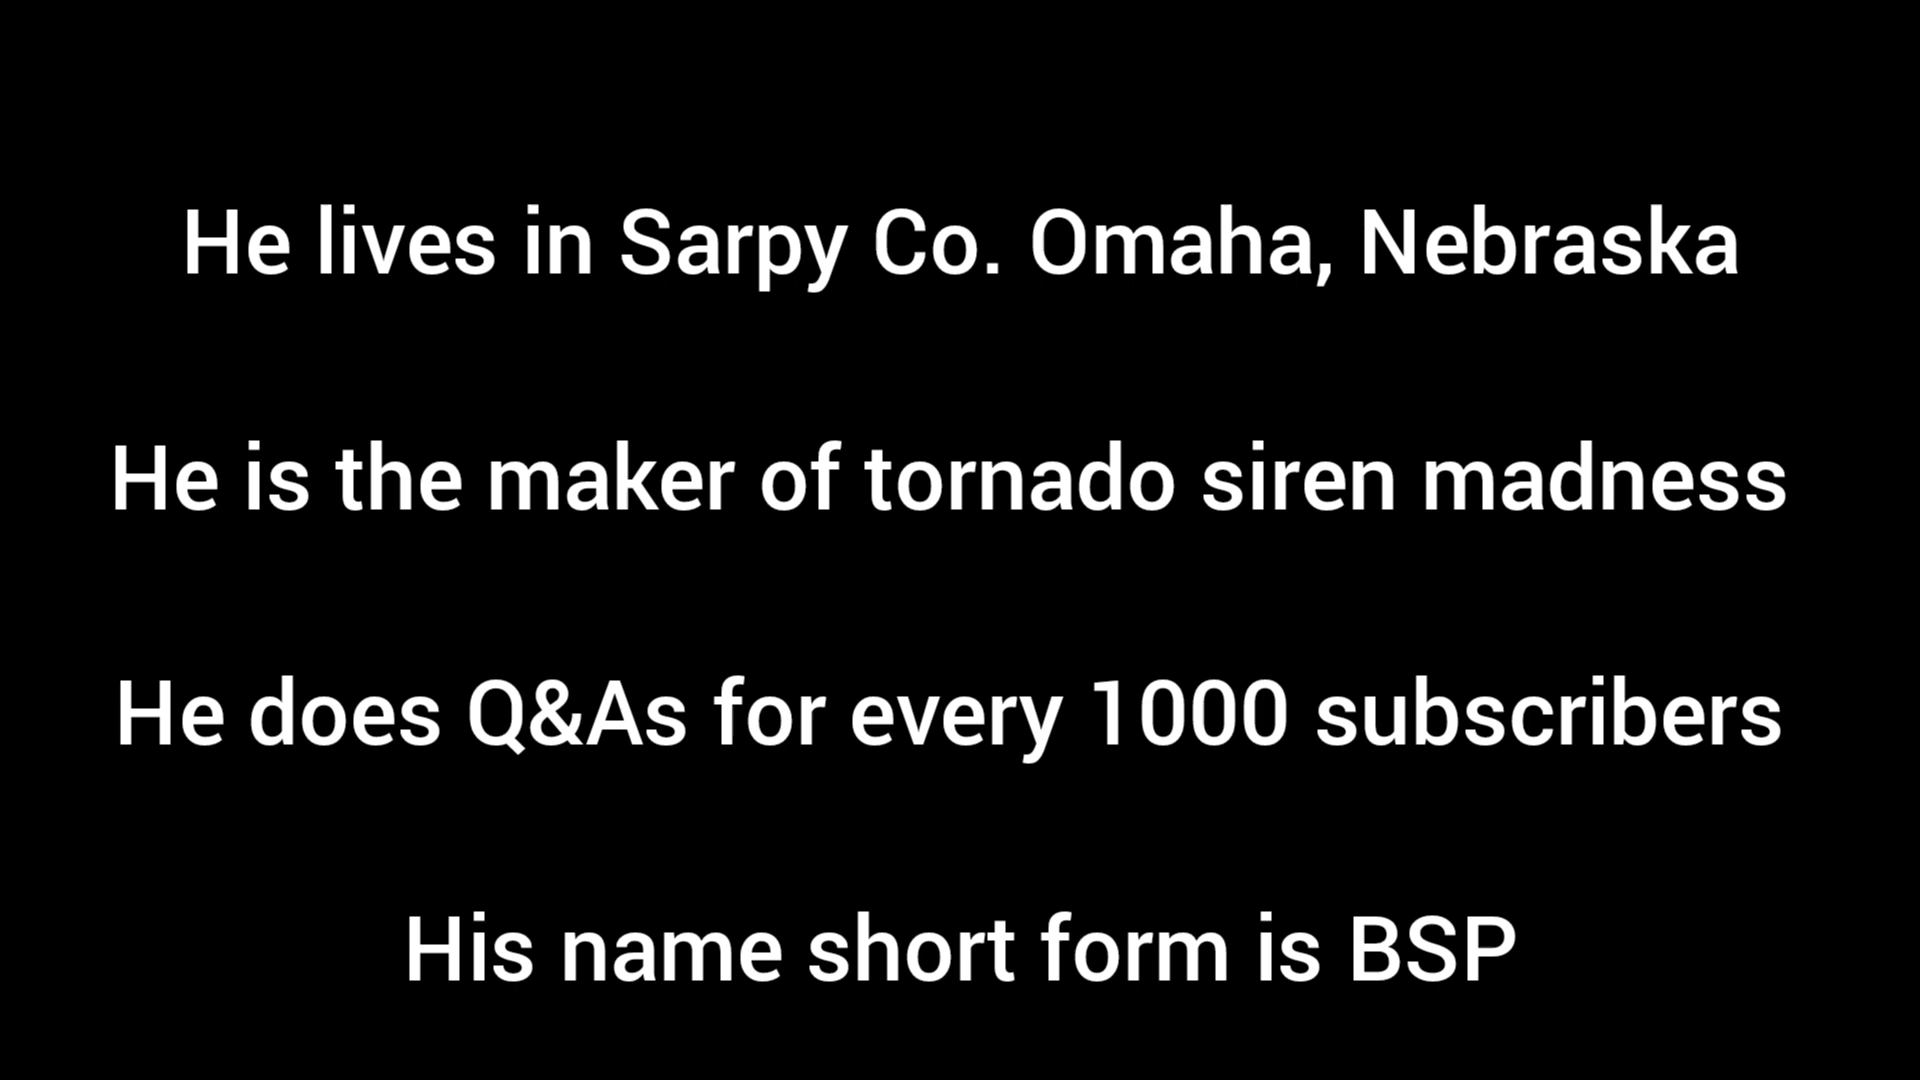 He lives in Sarpy Co. Omaha, Nebraska
He is the maker of tornado siren madness
He does Q&As for every 1000 subscribers
His name short form is BSP